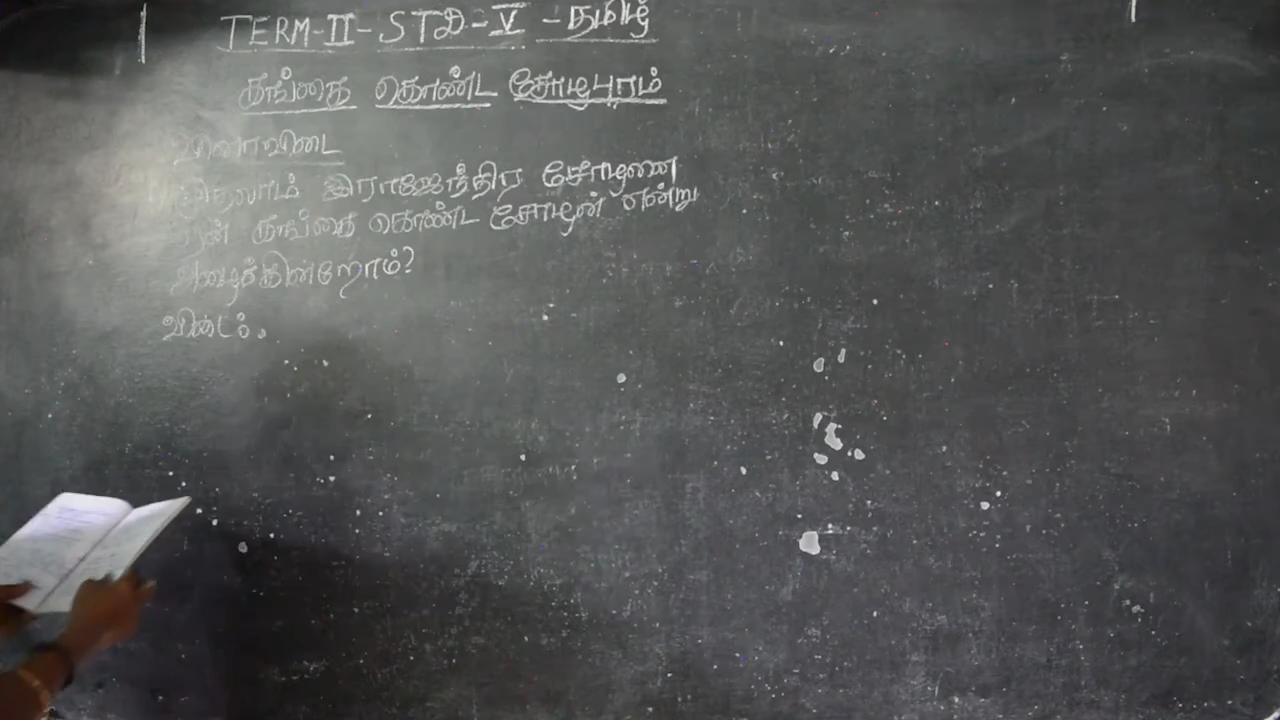 TERM-II-STD-V - தமிழ்
கங்கை கொண்ட சோழபுரம்
வினாவிடை
முதலாம் இராஜேந்திர சோழனை
ஏன் கங்கை கொண்ட சோழன் என்று
அழைக்கின்றோம்?
விடை.